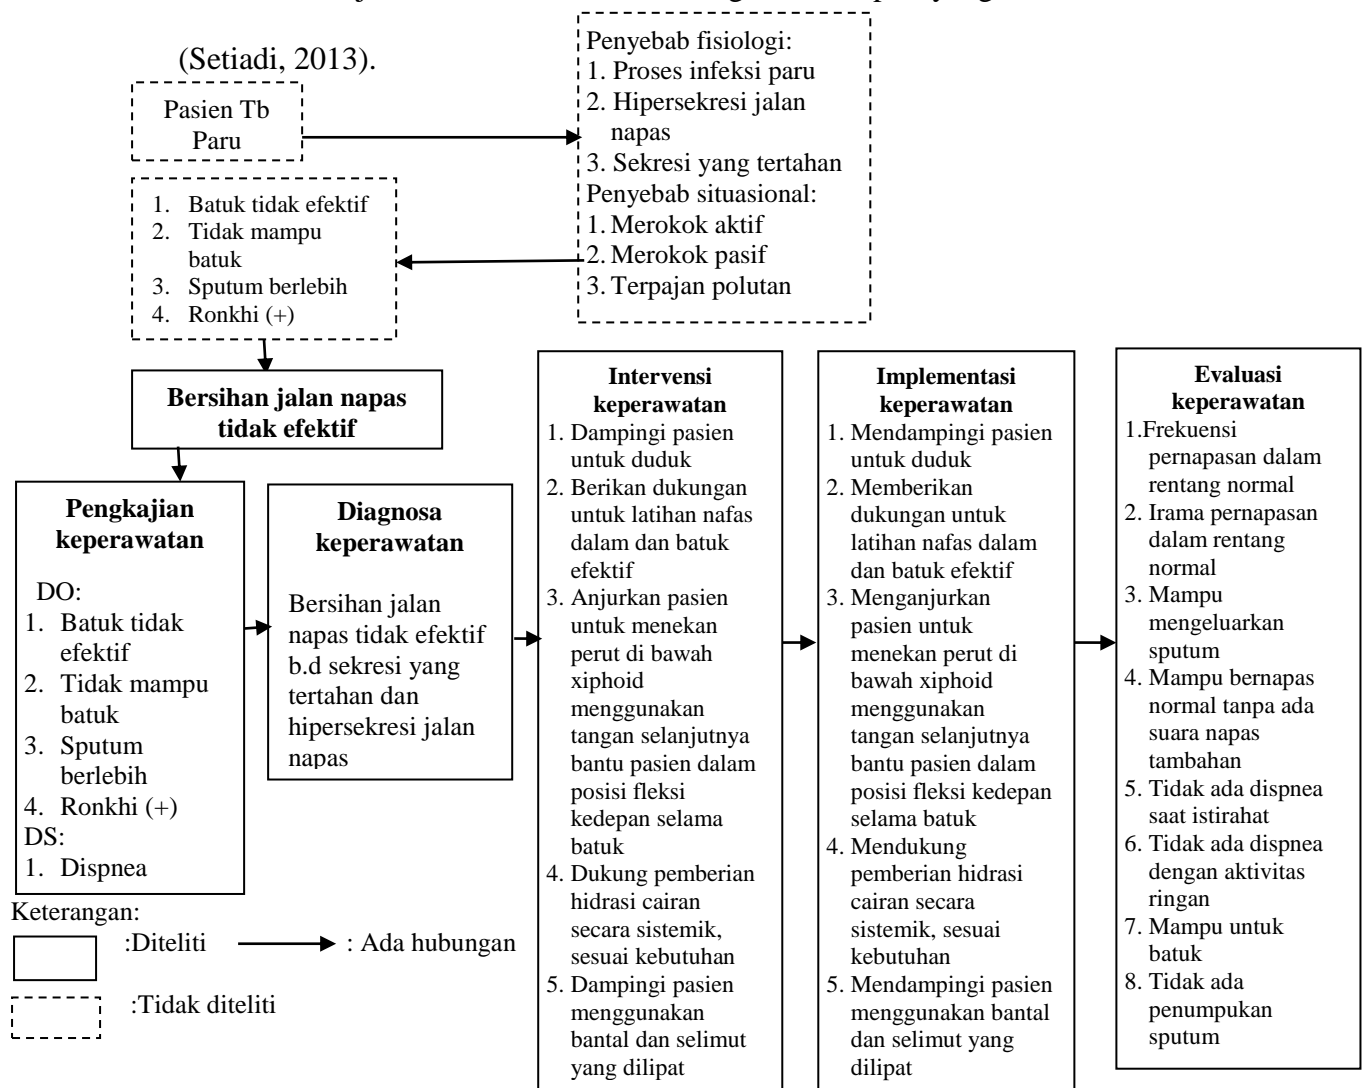 (Setiadi, 2013).
Pasien Tb
Paru
Penyebab fisiologi:
1. Proses infeksi paru
2. Hipersekresi jalan
napas
3. Sekresi yang tertahan
Penyebab situasional:
1. Merokok aktif
2. Merokok pasif
3. Terpajan polutan
1. Batuk tidak efektif
2. Tidak mampu
batuk
3. Sputum berlebih
4. Ronkhi (+)
Bersihan jalan napas
tidak efektif
Pengkajian
keperawatan
DO:
1. Batuk tidak
efektif
2. Tidak mampu
batuk
3. Sputum
berlebih
4. Ronkhi (+)
DS:
1. Dispnea
Diagnosa
keperawatan
Bersihan jalan
napas tidak efektif
b.d sekresi yang
tertahan dan
hipersekresi jalan
napas
Intervensi
keperawatan
1. Dampingi pasien
untuk duduk
2. Berikan dukungan
untuk latihan nafas
dalam dan batuk
efektif
3. Anjurkan pasien
untuk menekan
perut di bawah
xiphoid
menggunakan
tangan selanjutnya
bantu pasien dalam
posisi fleksi
kedepan selama
batuk
4. Dukung pemberian
hidrasi cairan
secara sistemik,
sesuai kebutuhan
5. Dampingi pasien
menggunakan
bantal dan selimut
yang dilipat
Implementasi
keperawatan
1. Mendampingi pasien
untuk duduk
2. Memberikan
dukungan untuk
latihan nafas dalam
dan batuk efektif
3. Menganjurkan
pasien untuk
menekan perut di
bawah xiphoid
menggunakan
tangan selanjutnya
bantu pasien dalam
posisi fleksi kedepan
selama batuk
4. Mendukung
pemberian hidrasi
cairan secara
sistemik, sesuai
kebutuhan
5. Mendampingi pasien
menggunakan bantal
dan selimut yang
dilipat
Evaluasi
keperawatan
1.Frekuensi
pernapasan dalam
rentang normal
2. Irama pernapasan
dalam rentang
normal
3. Mampu
mengeluarkan
sputum
4. Mampu bernapas
normal tanpa ada
suara napas
tambahan
5. Tidak ada dispnea
saat istirahat
6. Tidak ada dispnea
dengan aktivitas
ringan
7. Mampu untuk
batuk
8. Tidak ada
penumpukan
sputum
Keterangan:
:Diteliti : Ada hubungan
:Tidak diteliti